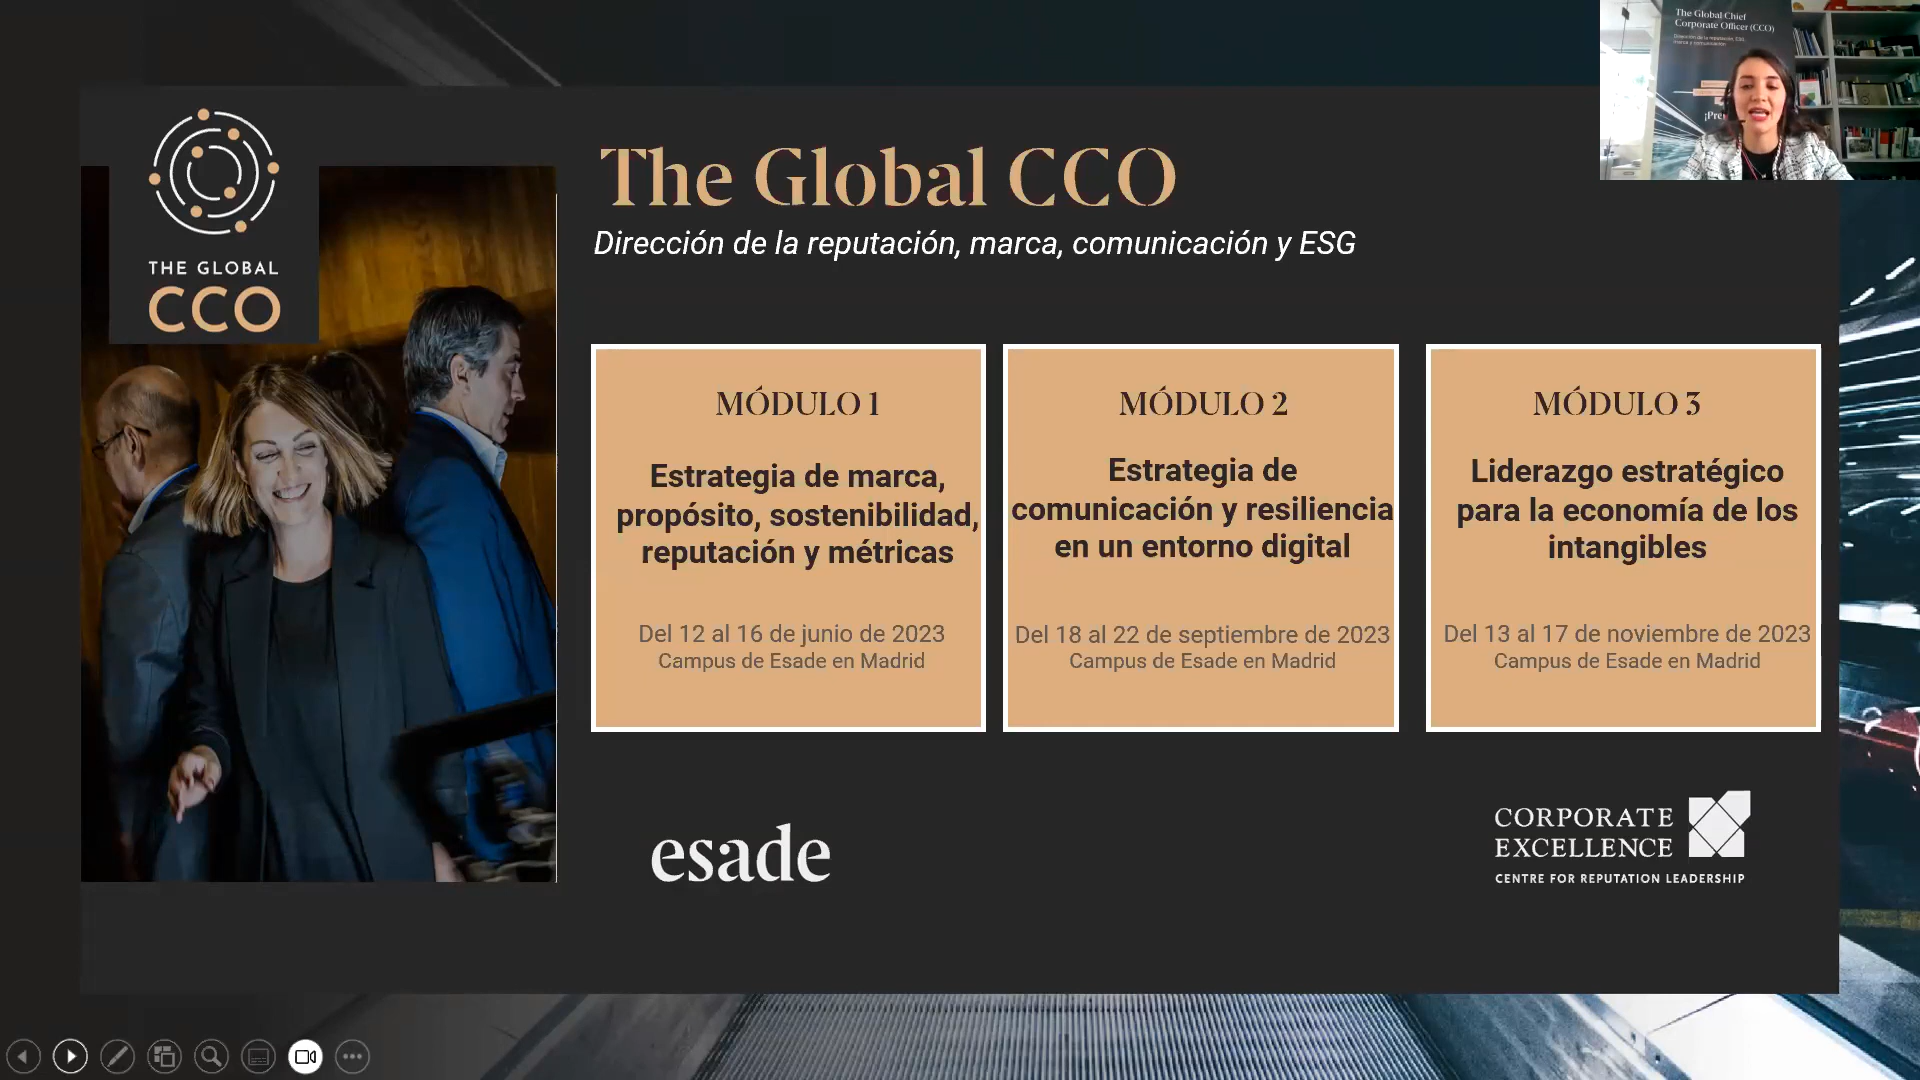 The Global Chief
Corporate Officer (CCO)
THE GLOBAL
CCO
The Global CCO
Dirección de la reputación, marca, comunicación y ESG
MÓDULO 1
Estrategia de marca,
propósito, sostenibilidad,
reputación y métricas
Del 12 al 16 de junio de 2023
Campus de Esade en Madrid
MÓDULO 2
Estrategia de
comunicación y resiliencia
en un entorno digital
Del 18 al 22 de septiembre de 2023
Campus de Esade en Madrid
MÓDULO 3
Liderazgo estratégico
para la economía de los
intangibles
Del 13 al 17 de noviembre de 2023
Campus de Esade en Madrid
esade
CORPORATE
EXCELLENCE
CENTRE FOR REPUTATION LEADERSHIP